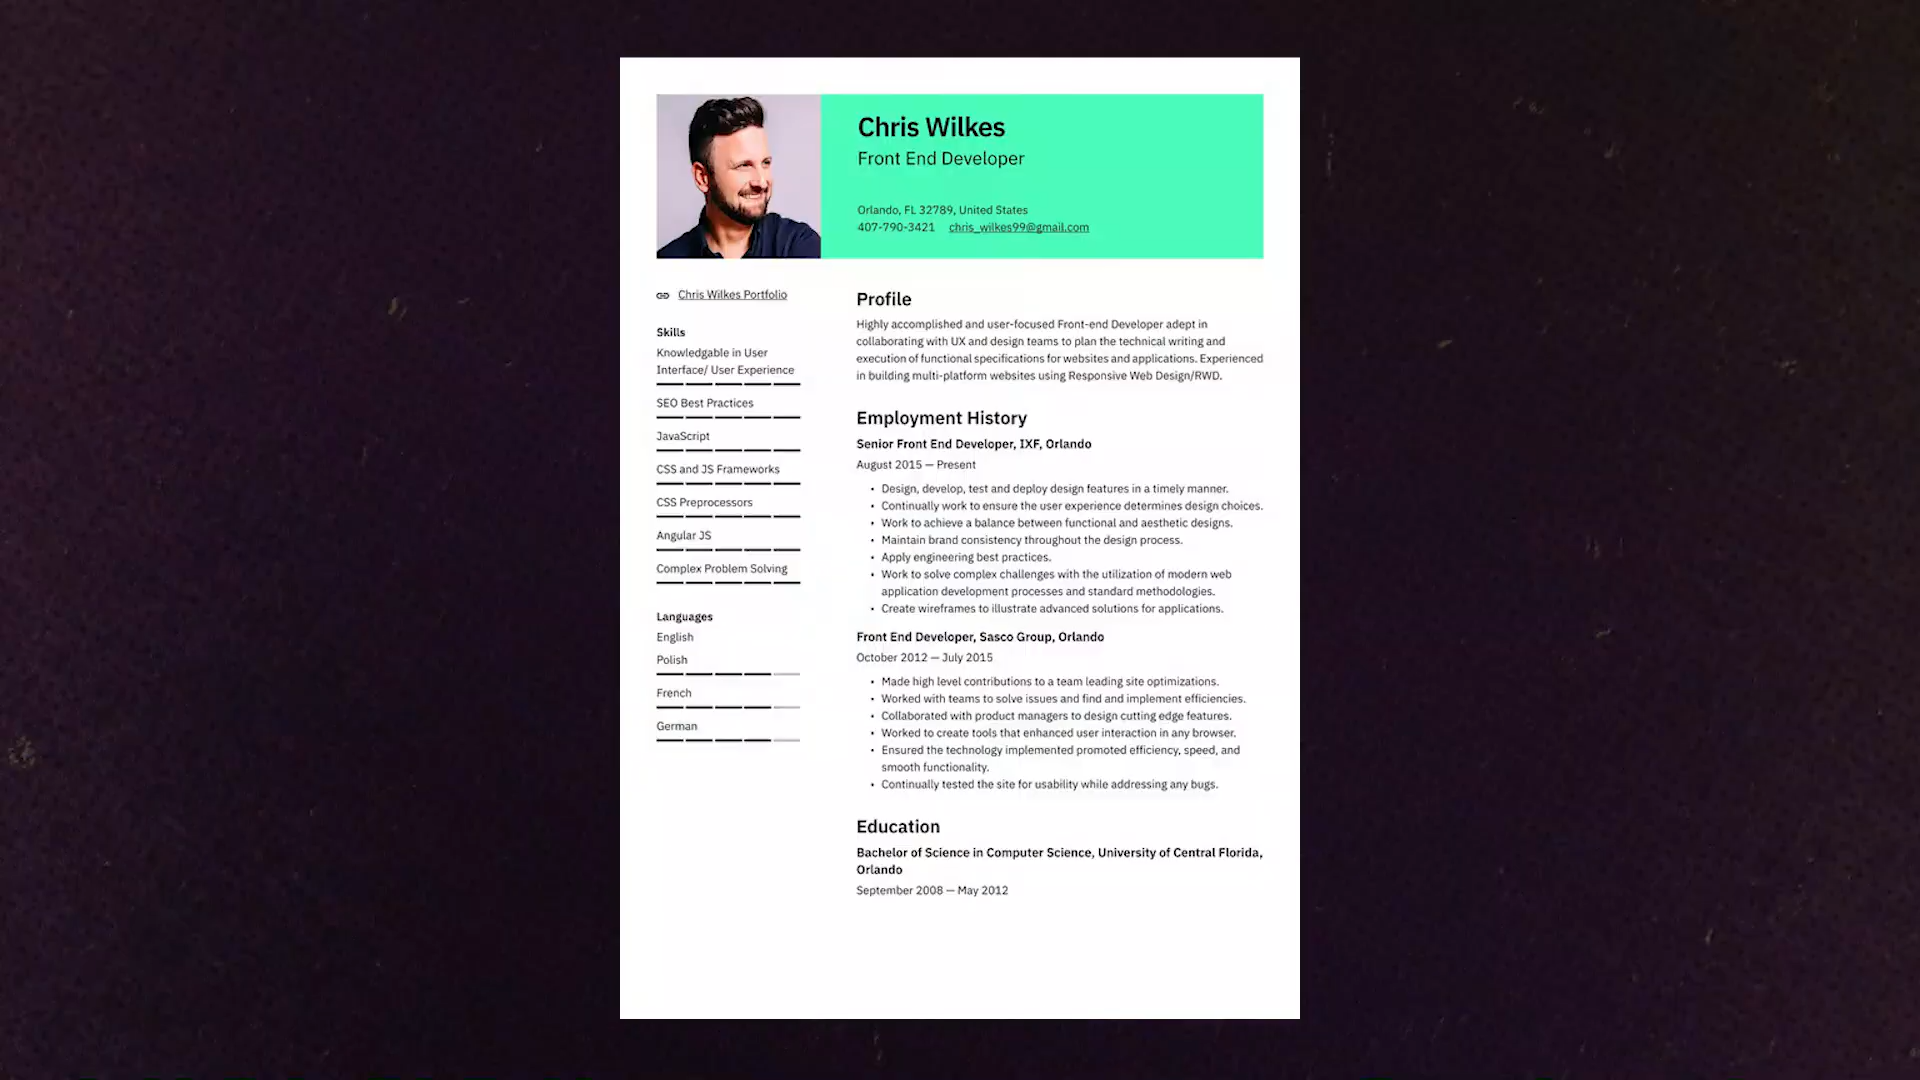 Chris Wilkes
Front End Developer
Orlando, FL 32789, United States
407-790-3421 chris_wilkes99@gmail.com
Chris Wilkes Portfolio
Skills
Knowledgable in User
Interface/ User Experience
SEO Best Practices
JavaScript
CSS and JS Frameworks
CSS Preprocessors
Angular JS
Complex Problem Solving
Languages
English
Polish
French
German
Profile
Highly accomplished and user-focused Front-end Developer adept in
collaborating with UX and design teams to plan the technical writing and
execution of functional specifications for websites and applications. Experienced
in building multi-platform websites using Responsive Web Design/RWD.
Employment History
Senior Front End Developer, IXF, Orlando
August 2015 — Present
• Design, develop, test and deploy design features in a timely manner.
• Continually work to ensure the user experience determines design choices.
• Work to achieve a balance between functional and aesthetic designs.
• Maintain brand consistency throughout the design process.
• Apply engineering best practices.
• Work to solve complex challenges with the utilization of modern web
application development processes and standard methodologies.
• Create wireframes to illustrate advanced solutions for applications.
Front End Developer, Sasco Group, Orlando
October 2012 — July 2015
• Made high level contributions to a team leading site optimizations.
• Worked with teams to solve issues and find and implement efficiencies.
• Collaborated with product managers to design cutting edge features.
• Worked to create tools that enhanced user interaction in any browser.
• Ensured the technology implemented promoted efficiency, speed, and
smooth functionality.
• Continually tested the site for usability while addressing any bugs.
Education
Bachelor of Science in Computer Science, University of Central Florida,
Orlando
September 2008 — May 2012